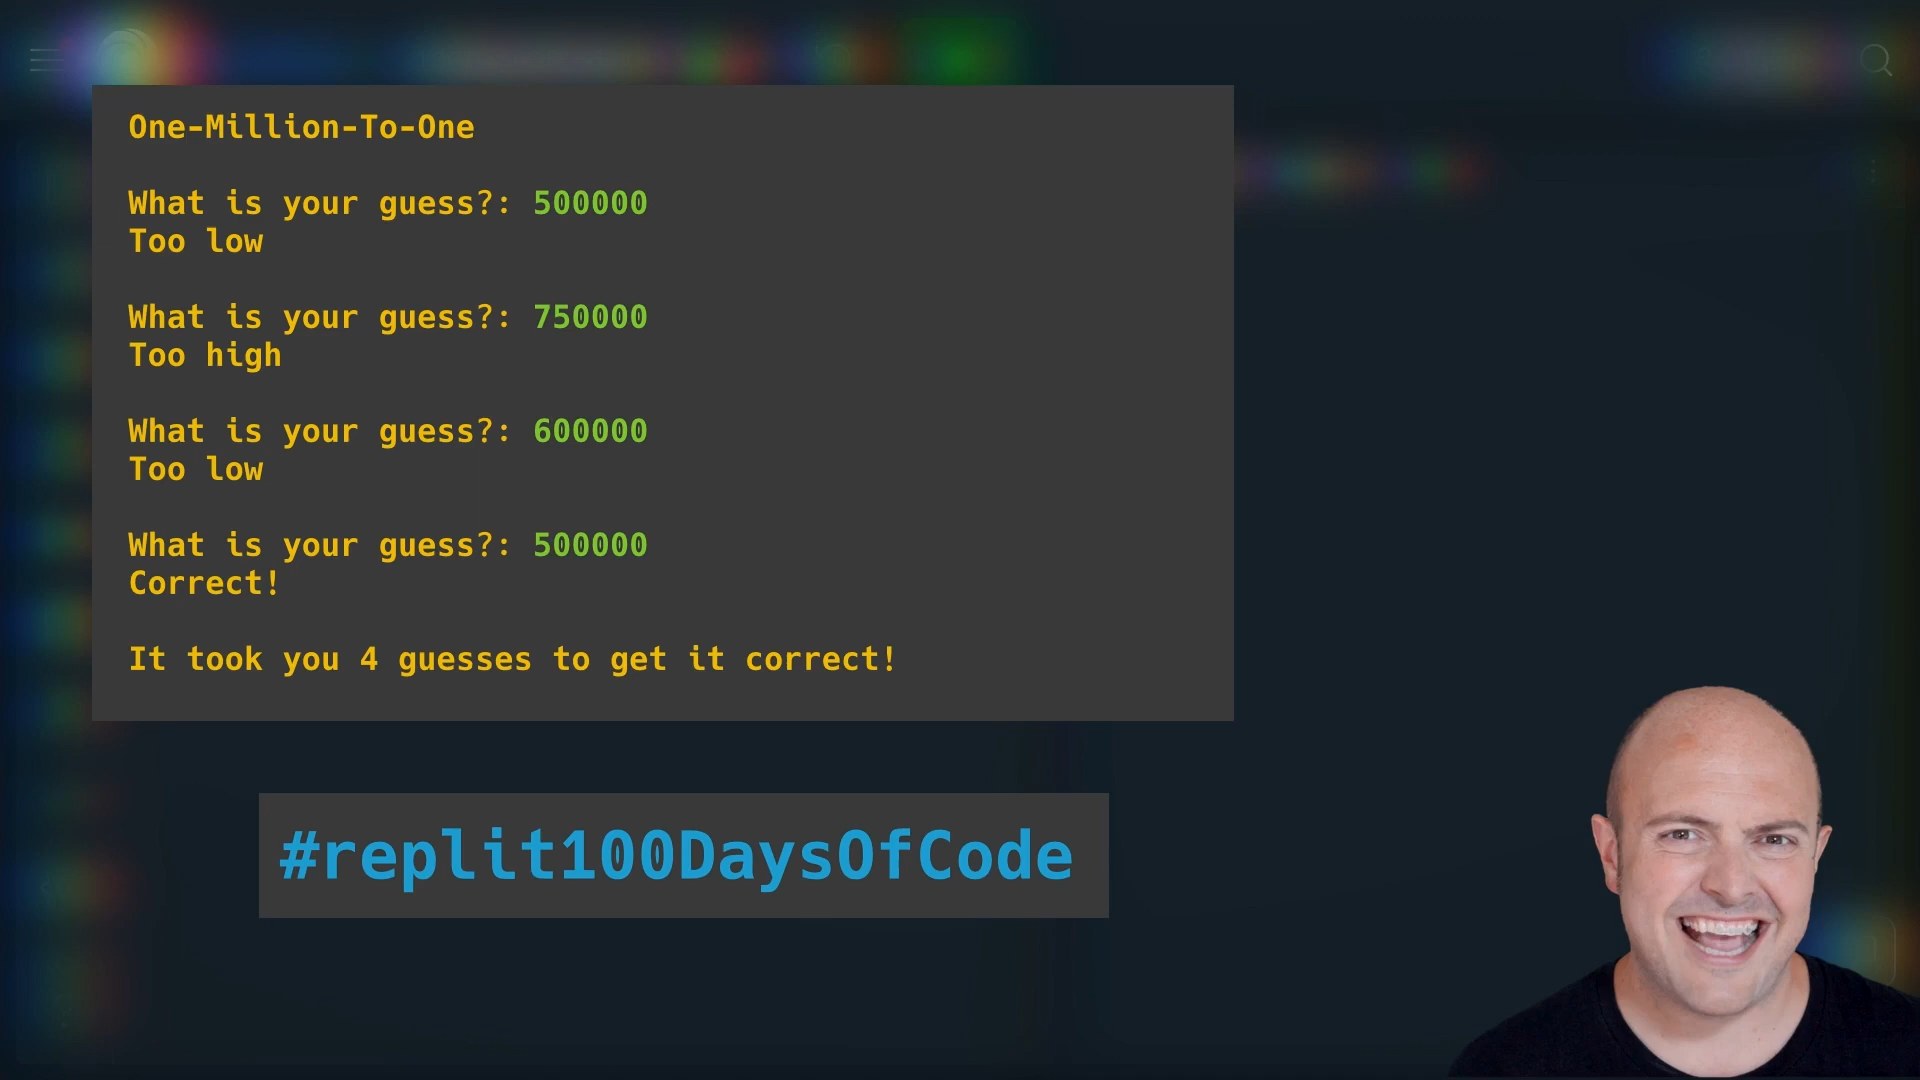 One-Million-To-One
What is your guess?: 500000
Too low
What is your guess?: 750000
Too high
What is your guess?: 600000
Too low
What is your guess?: 500000
Correct!
It took you 4 guesses to get it correct!
#replit100DaysOfCode